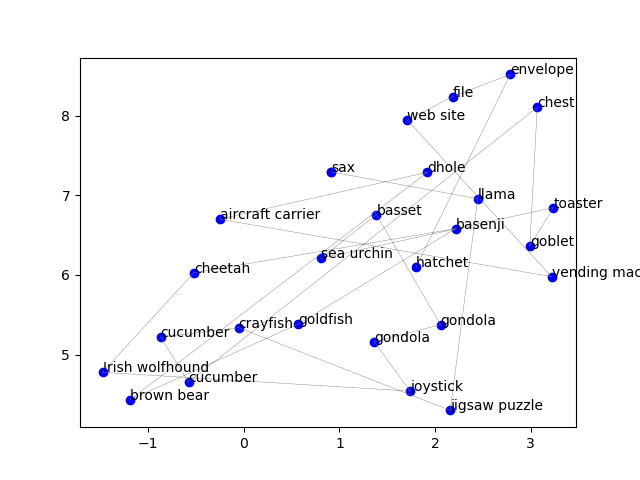 envelope
file
chest
8
web site
sax
dhole
7
llama
toaster
basset
aircraft carrier
basenji
goblet
sea urchin
hatchet
cheetah
vending mac
6
goldfish
crayfish
gondola
cucumber
gondola
5
Irish wolfhound
cucumber
joystick
brown bear
jigsaw puzzle
−1
0
1
2
3